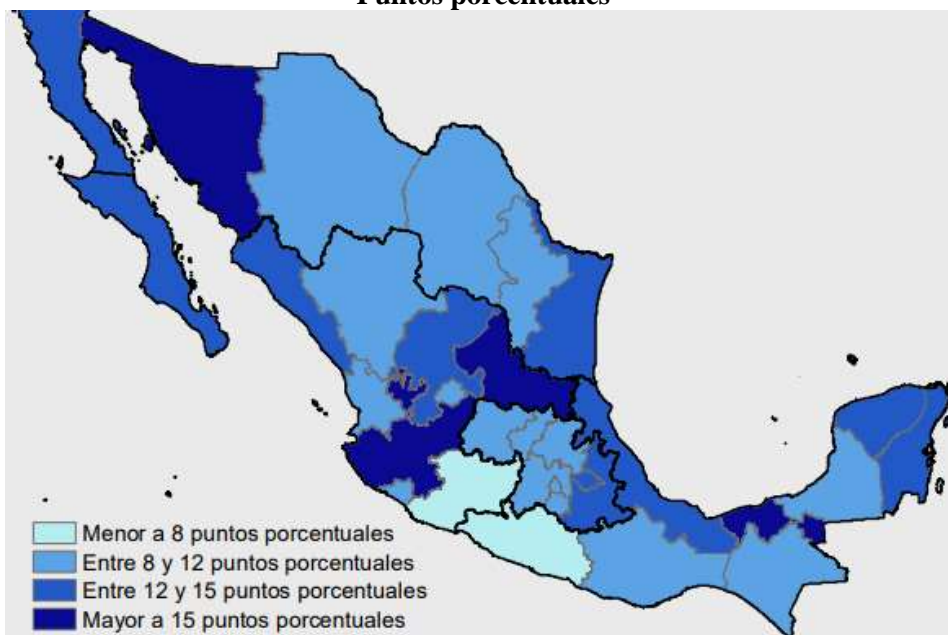 Puntos porcentuales
Menor a 8 puntos porcentuales
Entre 8 y 12 puntos porcentuales
Entre 12 y 15 puntos porcentuales
Mayor a 15 puntos porcentuales